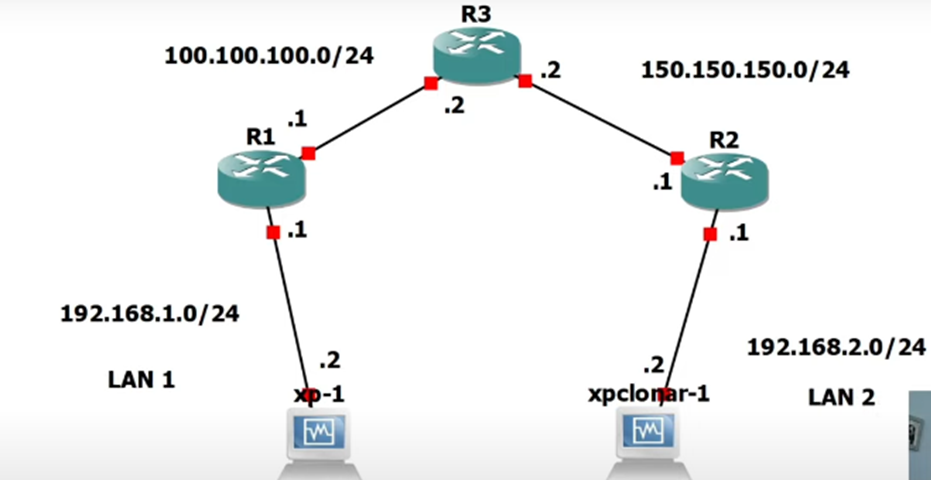 R3
100.100.100.0/24
.2
150.150.150.0/24
.2
.1
R1
R2
.1
.1
.1
192.168.1.0/24
192.168.2.0/24
.2
.2
LAN 1
xp-1
xpclonar-1
LAN 2